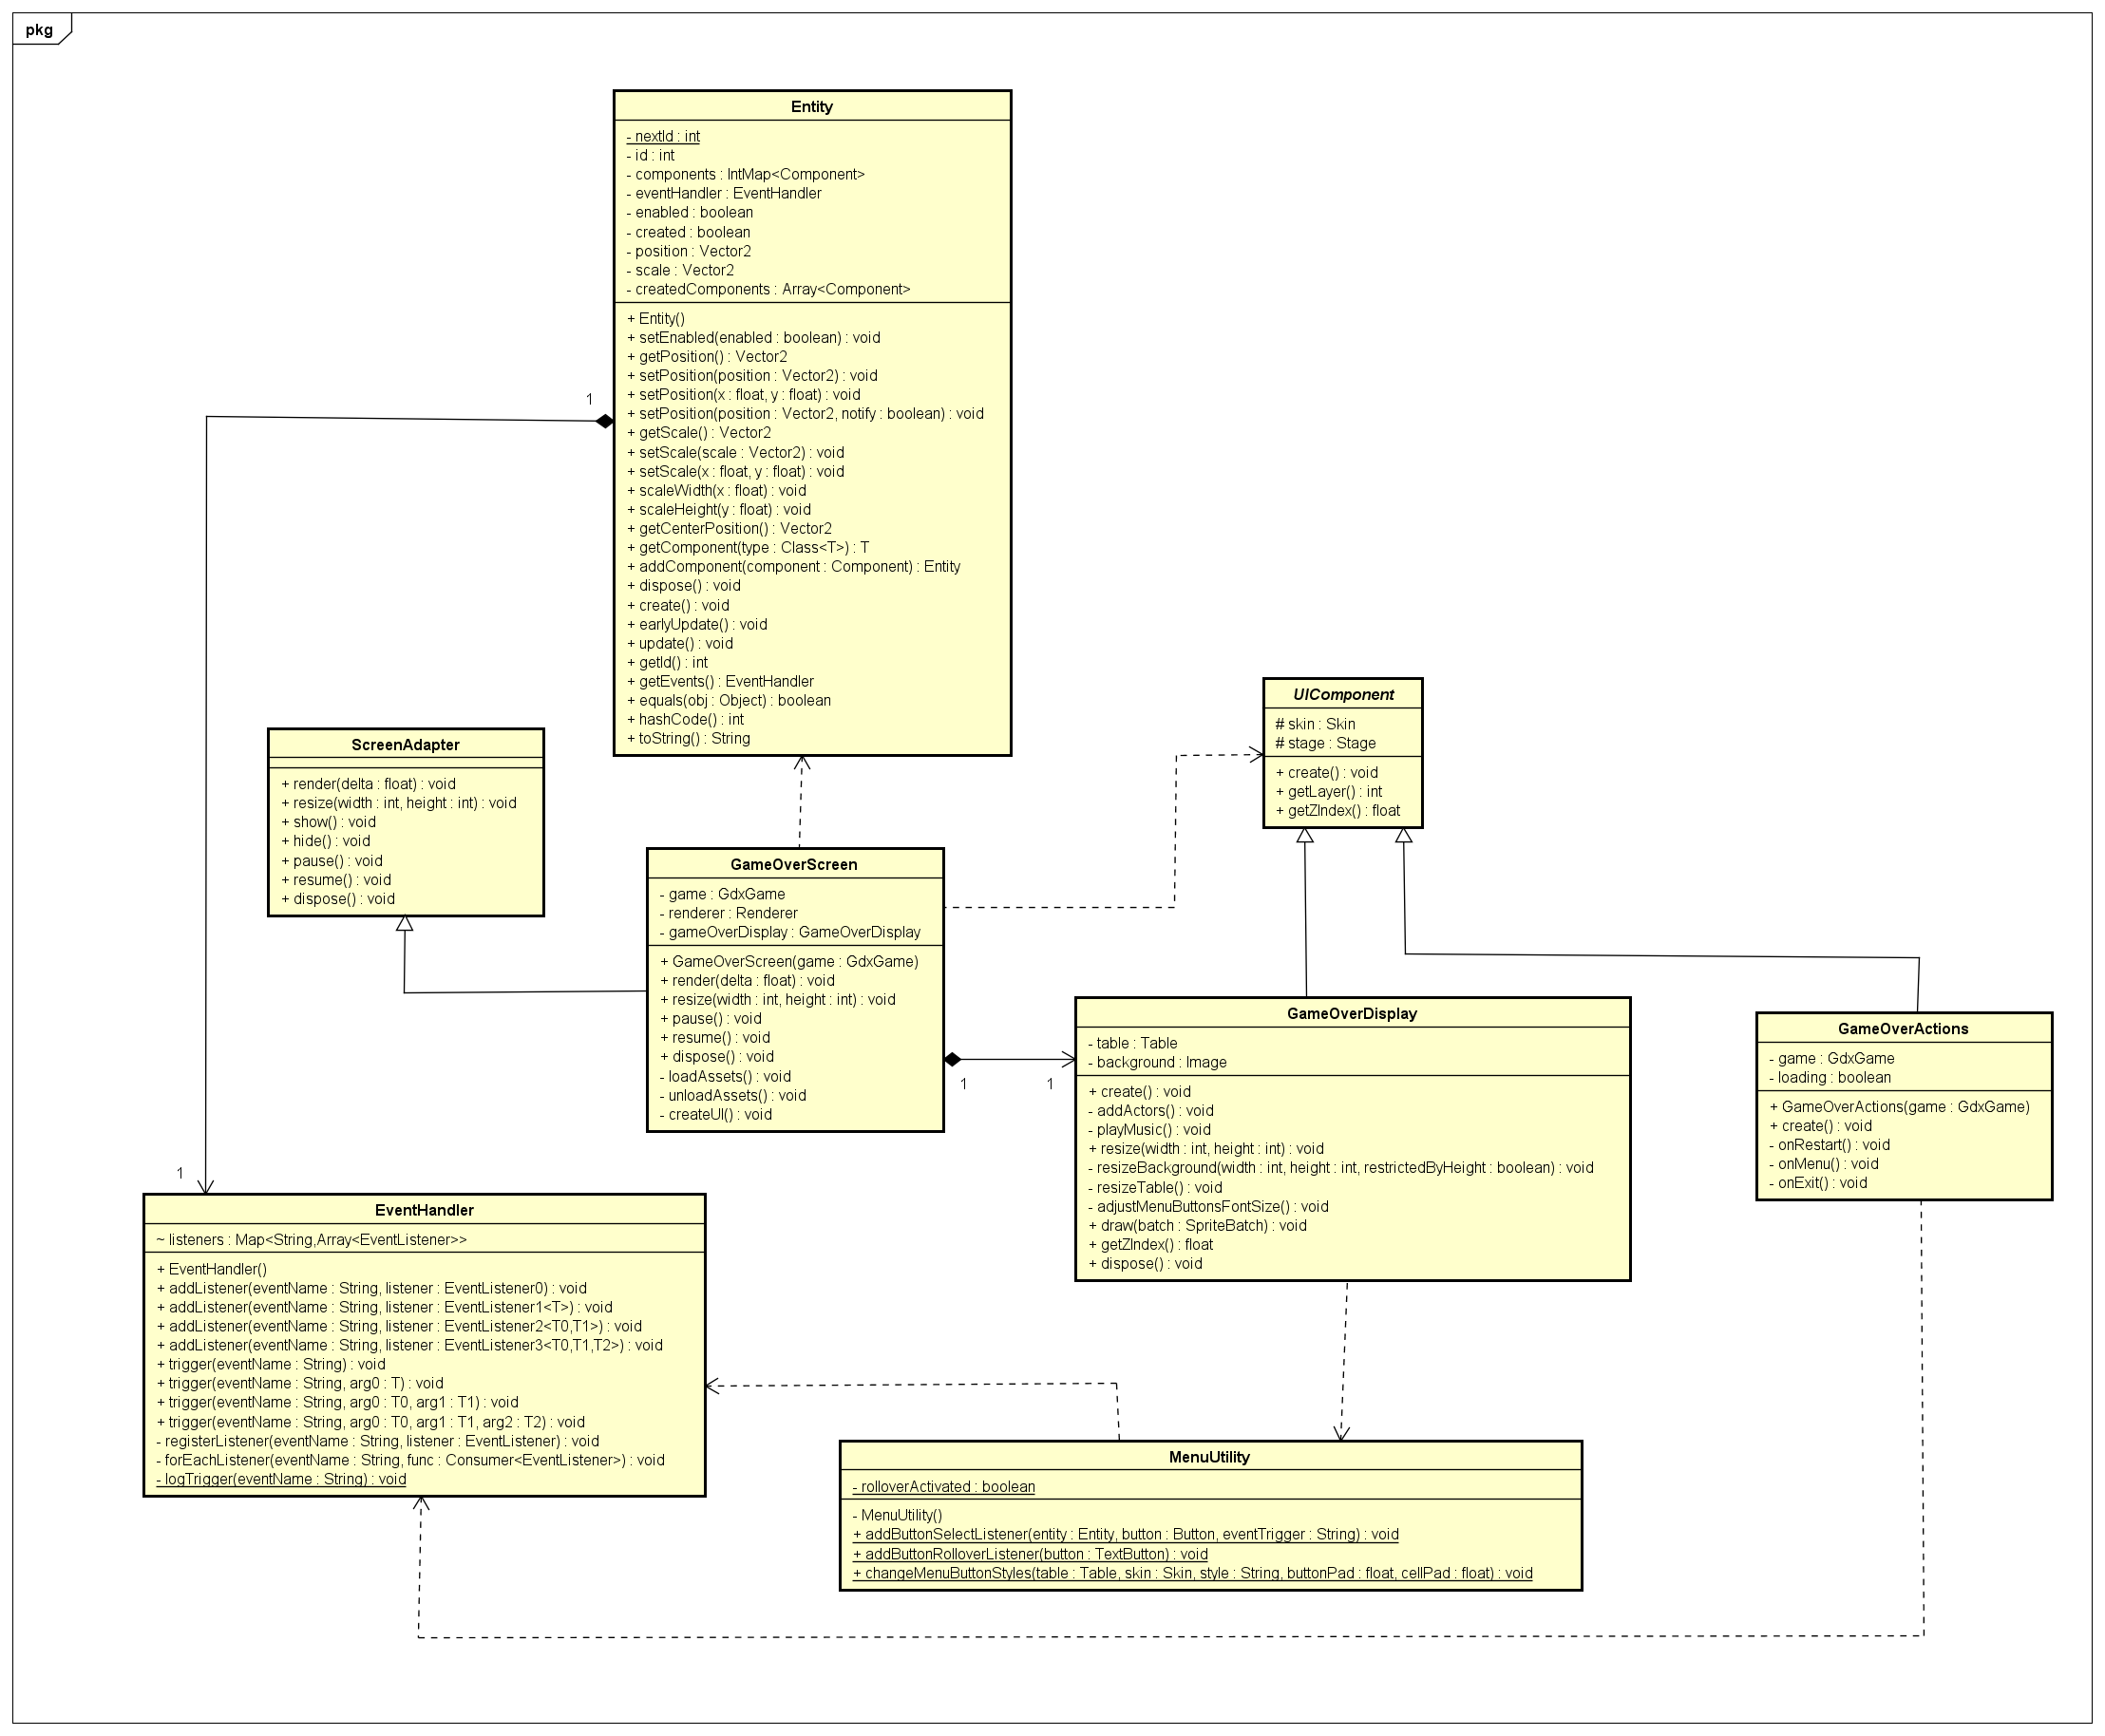 pkg
Entity
- nextId : int
- id : int
- components : IntMap<Component>
- eventHandler : EventHandler
- enabled : boolean
- created : boolean
- position : Vector2
- scale : Vector2
- createdComponents : Array<Component>
+ Entity()
+ setEnabled(enabled : boolean) : void
+ getPosition() : Vector2
+ setPosition(position : Vector2) : void
+ setPosition(x : float, y : float) : void
+ setPosition(position : Vector2, notify : boolean) : void
+ getScale() : Vector2
+ setScale(scale : Vector2) : void
+ setScale(x : float, y : float) : void
+ scaleWidth(x : float) : void
+ scaleHeight(y : float) : void
+ getCenterPosition() : Vector2
+ getComponent(type : Class<T>) : T
+ addComponent(component : Component) : Entity
+ dispose() : void
+ create() : void
+ earlyUpdate() : void
+ update() : void
+ getId() : int
+ getEvents() : EventHandler
+ equals(obj : Object) : boolean
+ hashCode() : int
+ toString() : String
1
1
UIComponent
# skin : Skin
# stage : Stage
+ create() : void
+ getLayer() : int
+ getZIndex() : float
ScreenAdapter
+ render(delta : float) : void
+ resize(width : int, height : int) : void
+ show() : void
+ hide() : void
+ pause() : void
+ resume() : void
+ dispose() : void
GameOverScreen
- game : GdxGame
- renderer : Renderer
- gameOverDisplay : GameOverDisplay
+ GameOverScreen(game : GdxGame)
+ render(delta : float) : void
+ resize(width : int, height : int) : void
+ pause() : void
+ resume() : void
+ dispose() : void
- loadAssets() : void
- unloadAssets() : void
- createUI() : void
1
1
GameOverDisplay
- table : Table
- background : Image
+ create() : void
- addActors() : void
- playMusic() : void
+ resize(width : int, height : int) : void
- resizeBackground(width : int, height : int, restrictedByHeight : boolean) : void
- resizeTable() : void
- adjustMenuButtonsFontSize() : void
+ draw(batch : SpriteBatch) : void
+ getZIndex() : float
+ dispose() : void
GameOverActions
- game : GdxGame
- loading : boolean
+ GameOverActions(game : GdxGame)
+ create() : void
- onRestart() : void
- onMenu() : void
- onExit() : void
EventHandler
~ listeners : Map<String,Array<EventListener>>
+ EventHandler()
+ addListener(eventName : String, listener : EventListener0) : void
+ addListener(eventName : String, listener : EventListener1<T>) : void
+ addListener(eventName : String, listener : EventListener2<T0,T1>) : void
+ addListener(eventName : String, listener : EventListener3<T0,T1,T2>) : void
+ trigger(eventName : String) : void
+ trigger(eventName : String, arg0 : T) : void
+ trigger(eventName : String, arg0 : T0, arg1 : T1) : void
+ trigger(eventName : String, arg0 : T0, arg1 : T1, arg2 : T2) : void
- registerListener(eventName : String, listener : EventListener) : void
- forEachListener(eventName : String, func : Consumer<EventListener>) : void
- logTrigger(eventName : String) : void
MenuUtility
- rolloverActivated : boolean
- MenuUtility()
+ addButtonSelectListener(entity : Entity, button : Button, eventTrigger : String) : void
+ addButtonRolloverListener(button : TextButton) : void
+ changeMenuButtonStyles(table : Table, skin : Skin, style : String, buttonPad : float, cellPad : float) : void